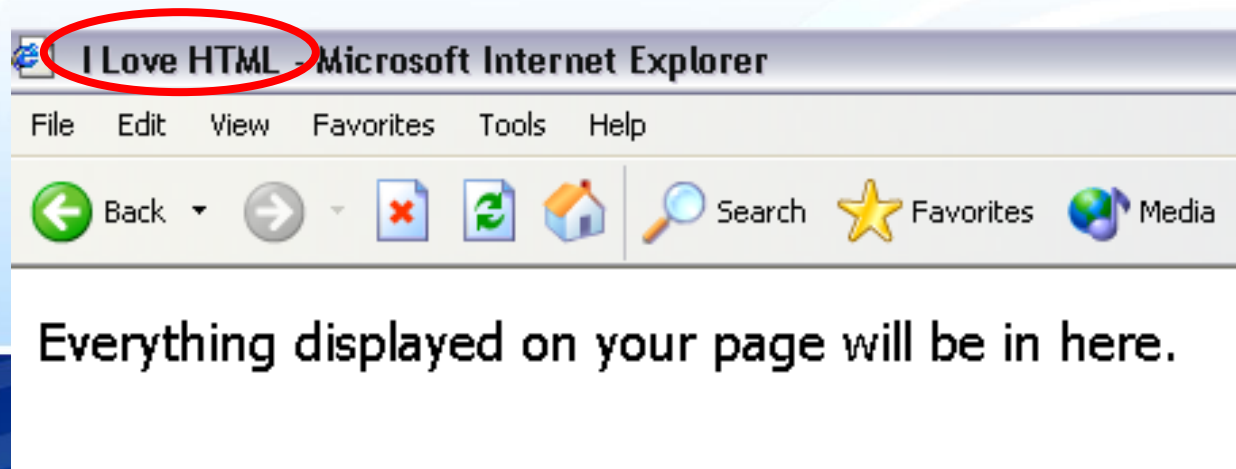 I Love HTML - Microsoft Internet Explorer
File Edit View Favorites Tools Help
Back Search Favorites Media
Everything displayed on your page will be in here.